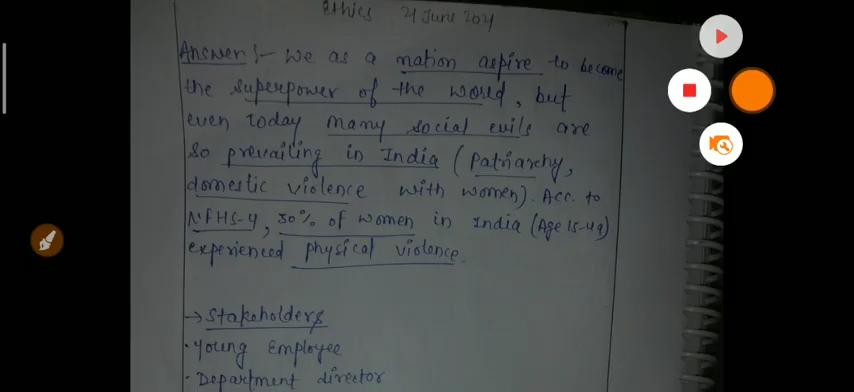 Ethics 21 June 2021
Answer :- We as a nation aspire to become
the superpower of the world, but
even today many social evils are
so prevailing in India (Patriarchy,
domestic violence with women). Acc. to
NFHS-4, 30% of women in India (Age 15-49)
experienced physical violence.
→ Stakeholders
• Young Employee
• Department director